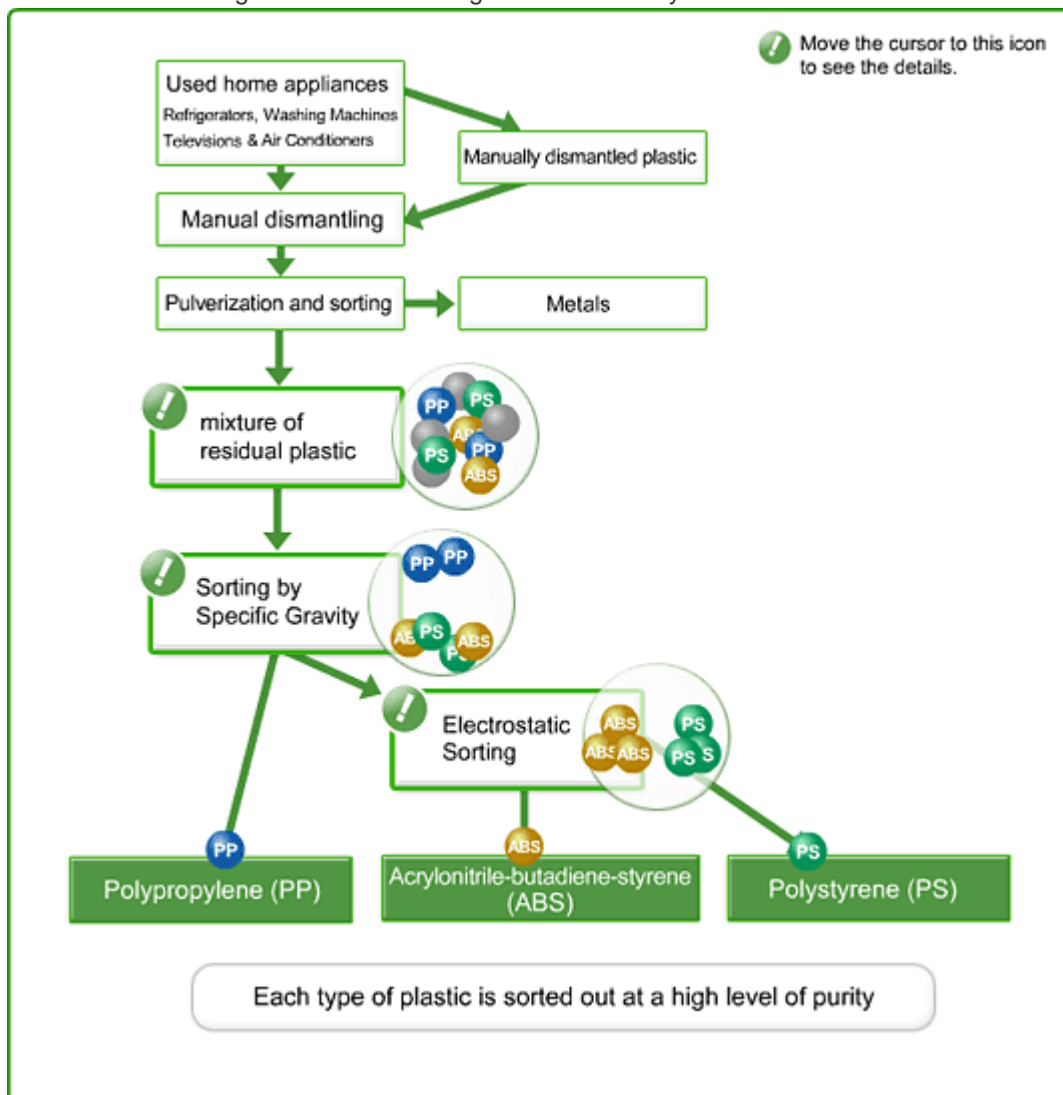 Move the cursor to this icon
to see the details.
Used home appliances
Refrigerators, Washing Machines
Televisions & Air Conditioners
Manually dismantled plastic
Manual dismantling
Pulverization and sorting
Metals
mixture of
residual plastic
PP
PS
PP
PS
ABS
Sorting by
Specific Gravity
PP
PP
PS
ABS
Electrostatic
Sorting
ABS
ABS
PS
PS
PP
ABS
PS
Polypropylene (PP)
Acrylonitrile-butadiene-styrene
(ABS)
Polystyrene (PS)
Each type of plastic is sorted out at a high level of purity